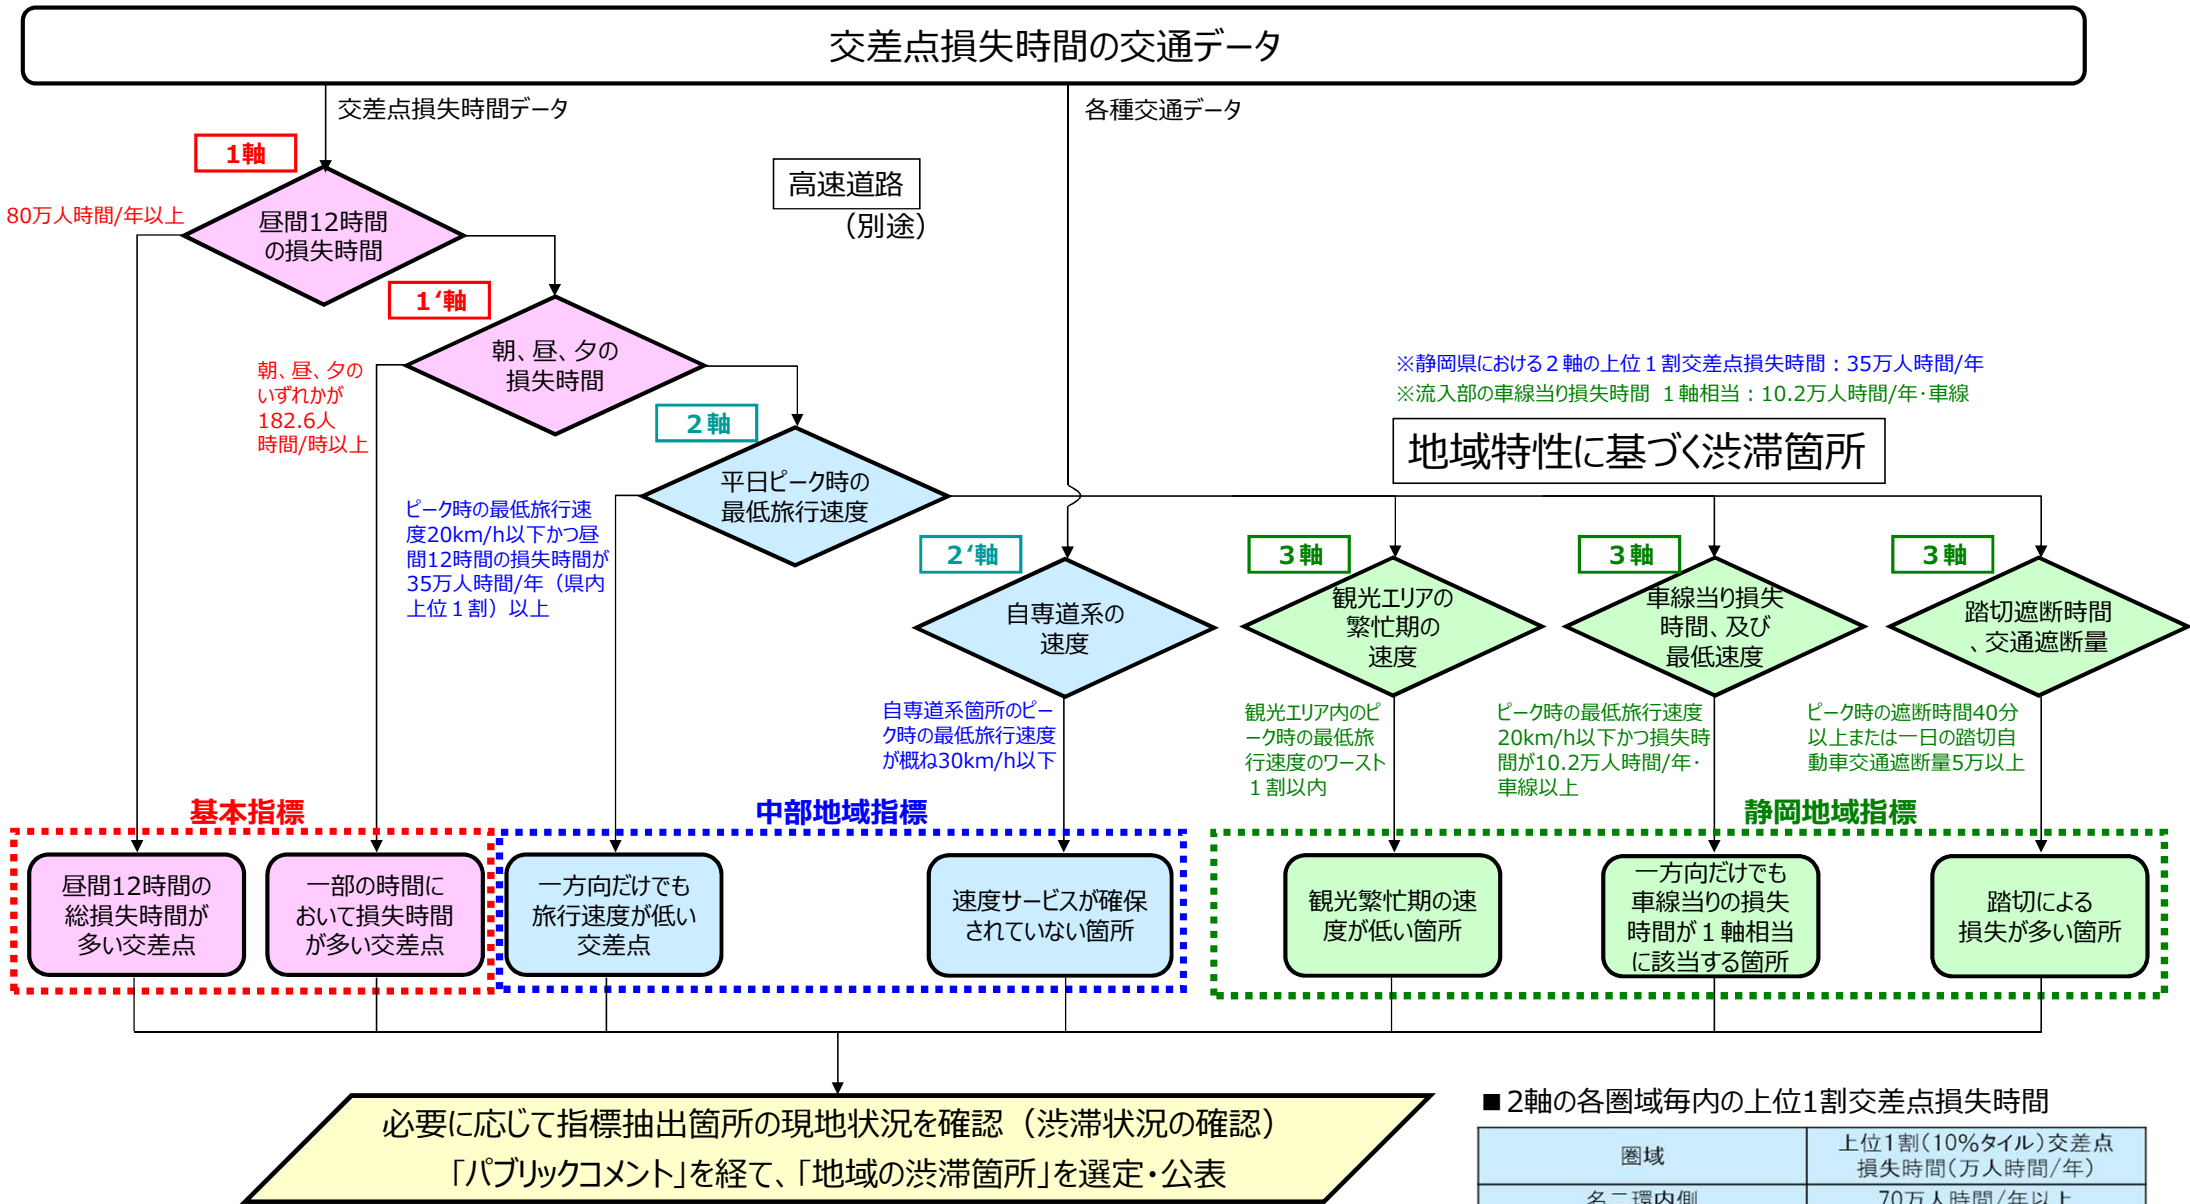 交差点損失時間の交通データ
交差点損失時間データ
各種交通データ
1軸
高速道路
（別途）
80万人時間/年以上
昼間12時間
の損失時間
1‘軸
朝、昼、夕の
損失時間
朝、昼、夕の
いずれかが
182.6人
時間/時以上
※静岡県における２軸の上位１割交差点損失時間：35万人時間/年
※流入部の車線当り損失時間 １軸相当：10.2万人時間/年・車線
２軸
地域特性に基づく渋滞箇所
平日ピーク時の
最低旅行速度
ピーク時の最低旅行速
度20km/h以下かつ昼
間12時間の損失時間が
35万人時間/年（県内
上位１割）以上
2‘軸
３軸
３軸
３軸
自専道系の
速度
観光エリアの
繁忙期の
速度
車線当り損失
時間、及び
最低速度
踏切遮断時間
、交通遮断量
自専道系箇所のピー
ク時の最低旅行速度
が概ね30km/h以下
観光エリア内のピ
ーク時の最低旅
行速度のワースト
１割以内
ピーク時の最低旅行速度
20km/h以下かつ損失時
間が10.2万人時間/年・
車線以上
ピーク時の遮断時間40分
以上または一日の踏切自
動車交通遮断量5万以上
基本指標
中部地域指標
静岡地域指標
昼間12時間の
総損失時間が
多い交差点
一部の時間に
おいて損失時間
が多い交差点
一方向だけでも
旅行速度が低い
交差点
速度サービスが確保
されていない箇所
観光繁忙期の速
度が低い箇所
一方向だけでも
車線当りの損失
時間が１軸相当
に該当する箇所
踏切による
損失が多い箇所
必要に応じて指標抽出箇所の現地状況を確認（渋滞状況の確認）
「パブリックコメント」を経て、「地域の渋滞箇所」を選定・公表
■2軸の各圏域毎内の上位1割交差点損失時間
圏域
上位1割(10%タイル)交差点
損失時間(万人時間/年)
名二環内側
70万人時間/年以上